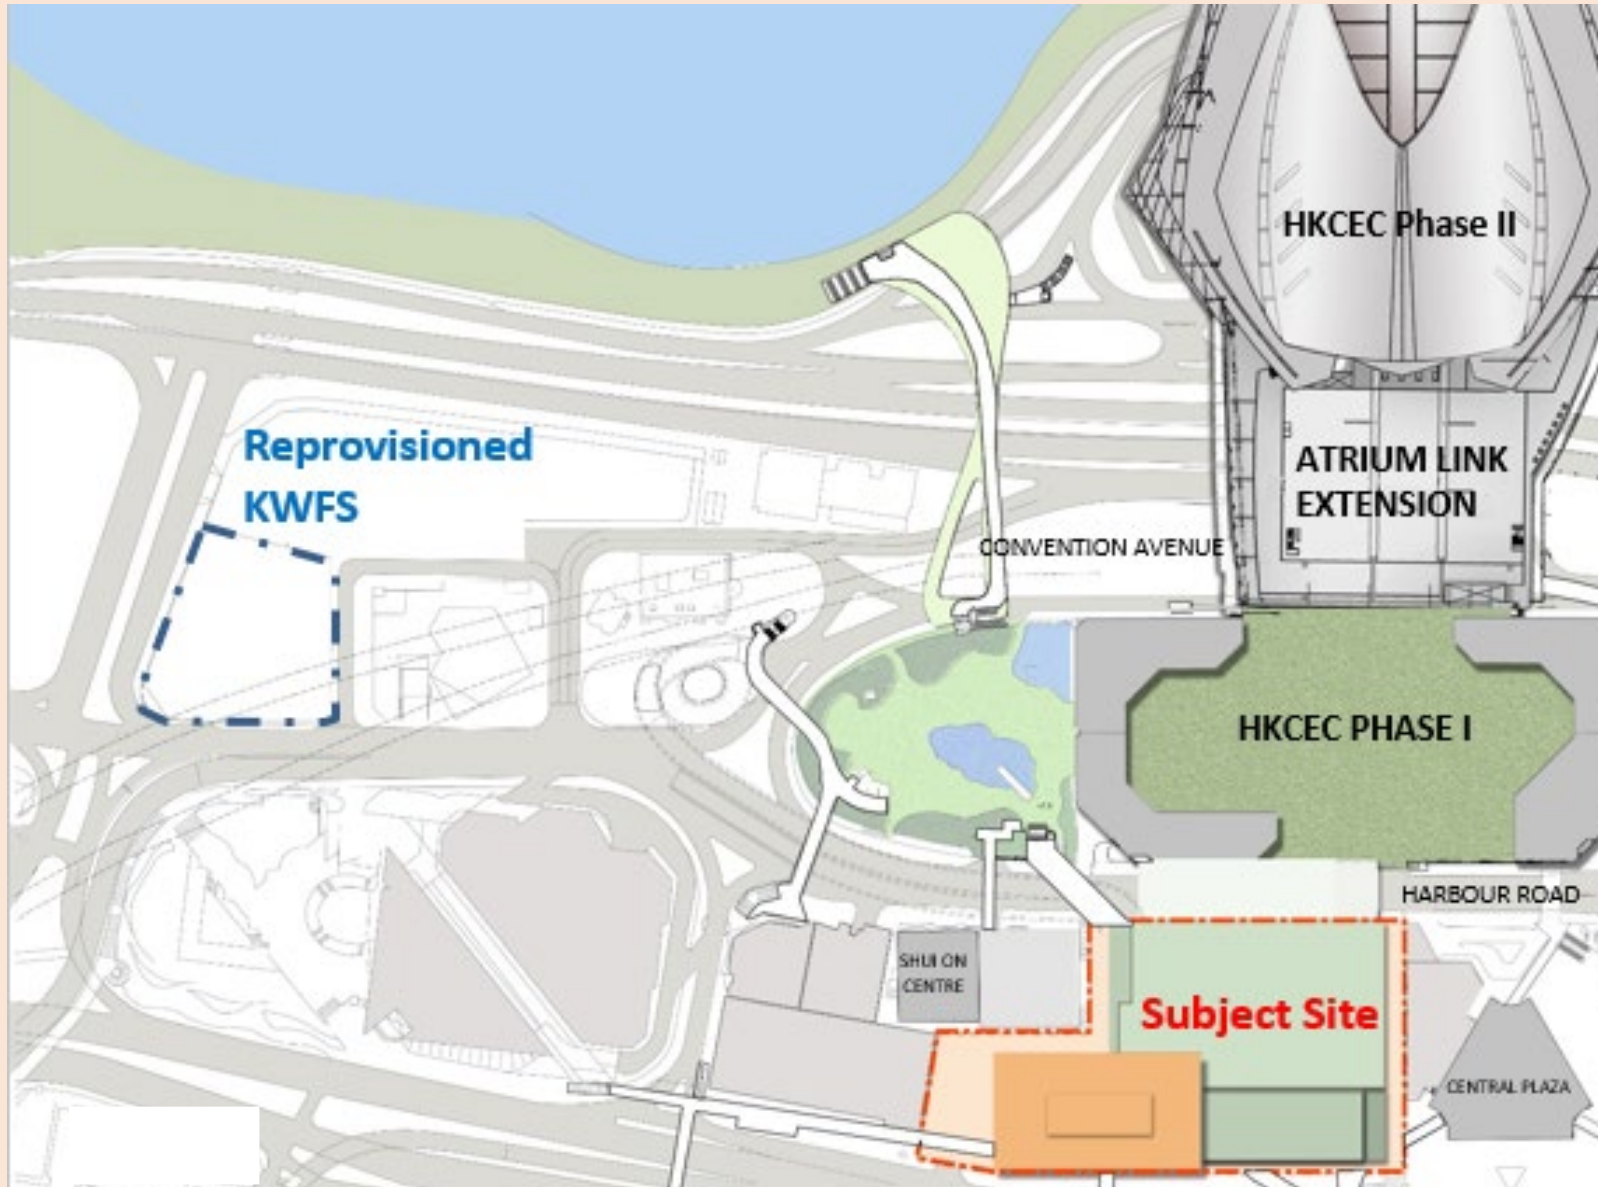 HKCEC Phase II
Reprovisioned
KWFS
ATRIUM LINK
EXTENSION
CONVENTION AVENUE
HKCEC PHASE I
HARBOUR ROAD
SHUI ON
CENTRE
Subject Site
CENTRAL PLAZA